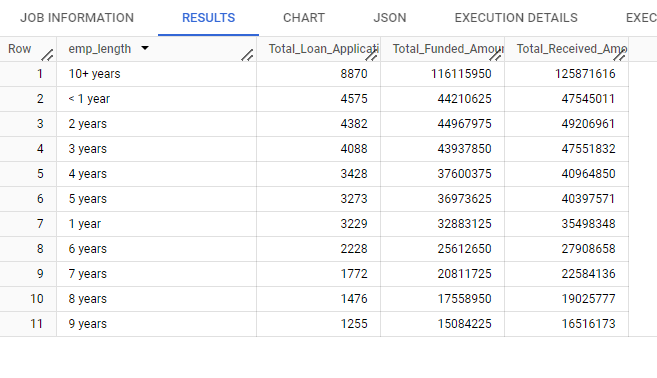 JOB INFORMATION RESULTS CHART JSON EXECUTION DETAILS EXEC
Row emp_length Total_Loan_Applicati Total_Funded_Amour Total_Received_Amo
1 10+ years 8870 116115950 125871616
2 < 1 year 4575 44210625 47545011
3 2 years 4382 44967975 49206961
4 3 years 4088 43937850 47551832
5 4 years 3428 37600375 40964850
6 5 years 3273 36973625 40397571
7 1 year 3229 32883125 35498348
8 6 years 2228 25612650 27908658
9 7 years 1772 20811725 22584136
10 8 years 1476 17558950 19025777
11 9 years 1255 15084225 16516173